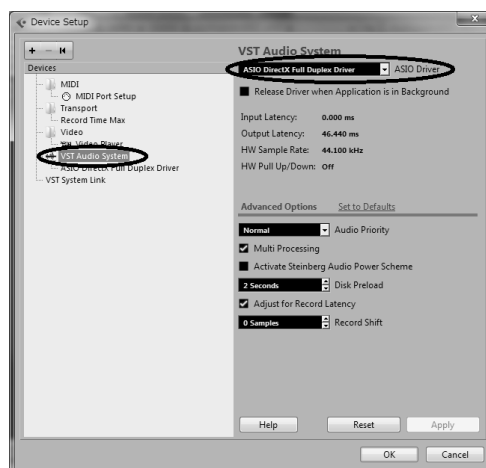 Device Setup
Devices
MIDI
MIDI Port Setup
Transport
Record Time Max
Video
Video Player
VST Audio System
ASIO DirectX Full Duplex Driver
VST System Link
VST Audio System
ASIO DirectX Full Duplex Driver ASIO Driver
Release Driver when Application is in Background
Input Latency: 0.000 ms
Output Latency: 46.440 ms
HW Sample Rate: 44.100 kHz
HW Pull Up/Down: Off
Advanced Options Set to Defaults
Normal Audio Priority
Multi Processing
Activate Steinberg Audio Power Scheme
2 Seconds Disk Preload
Adjust for Record Latency
0 Samples Record Shift
Help Reset Apply
OK Cancel